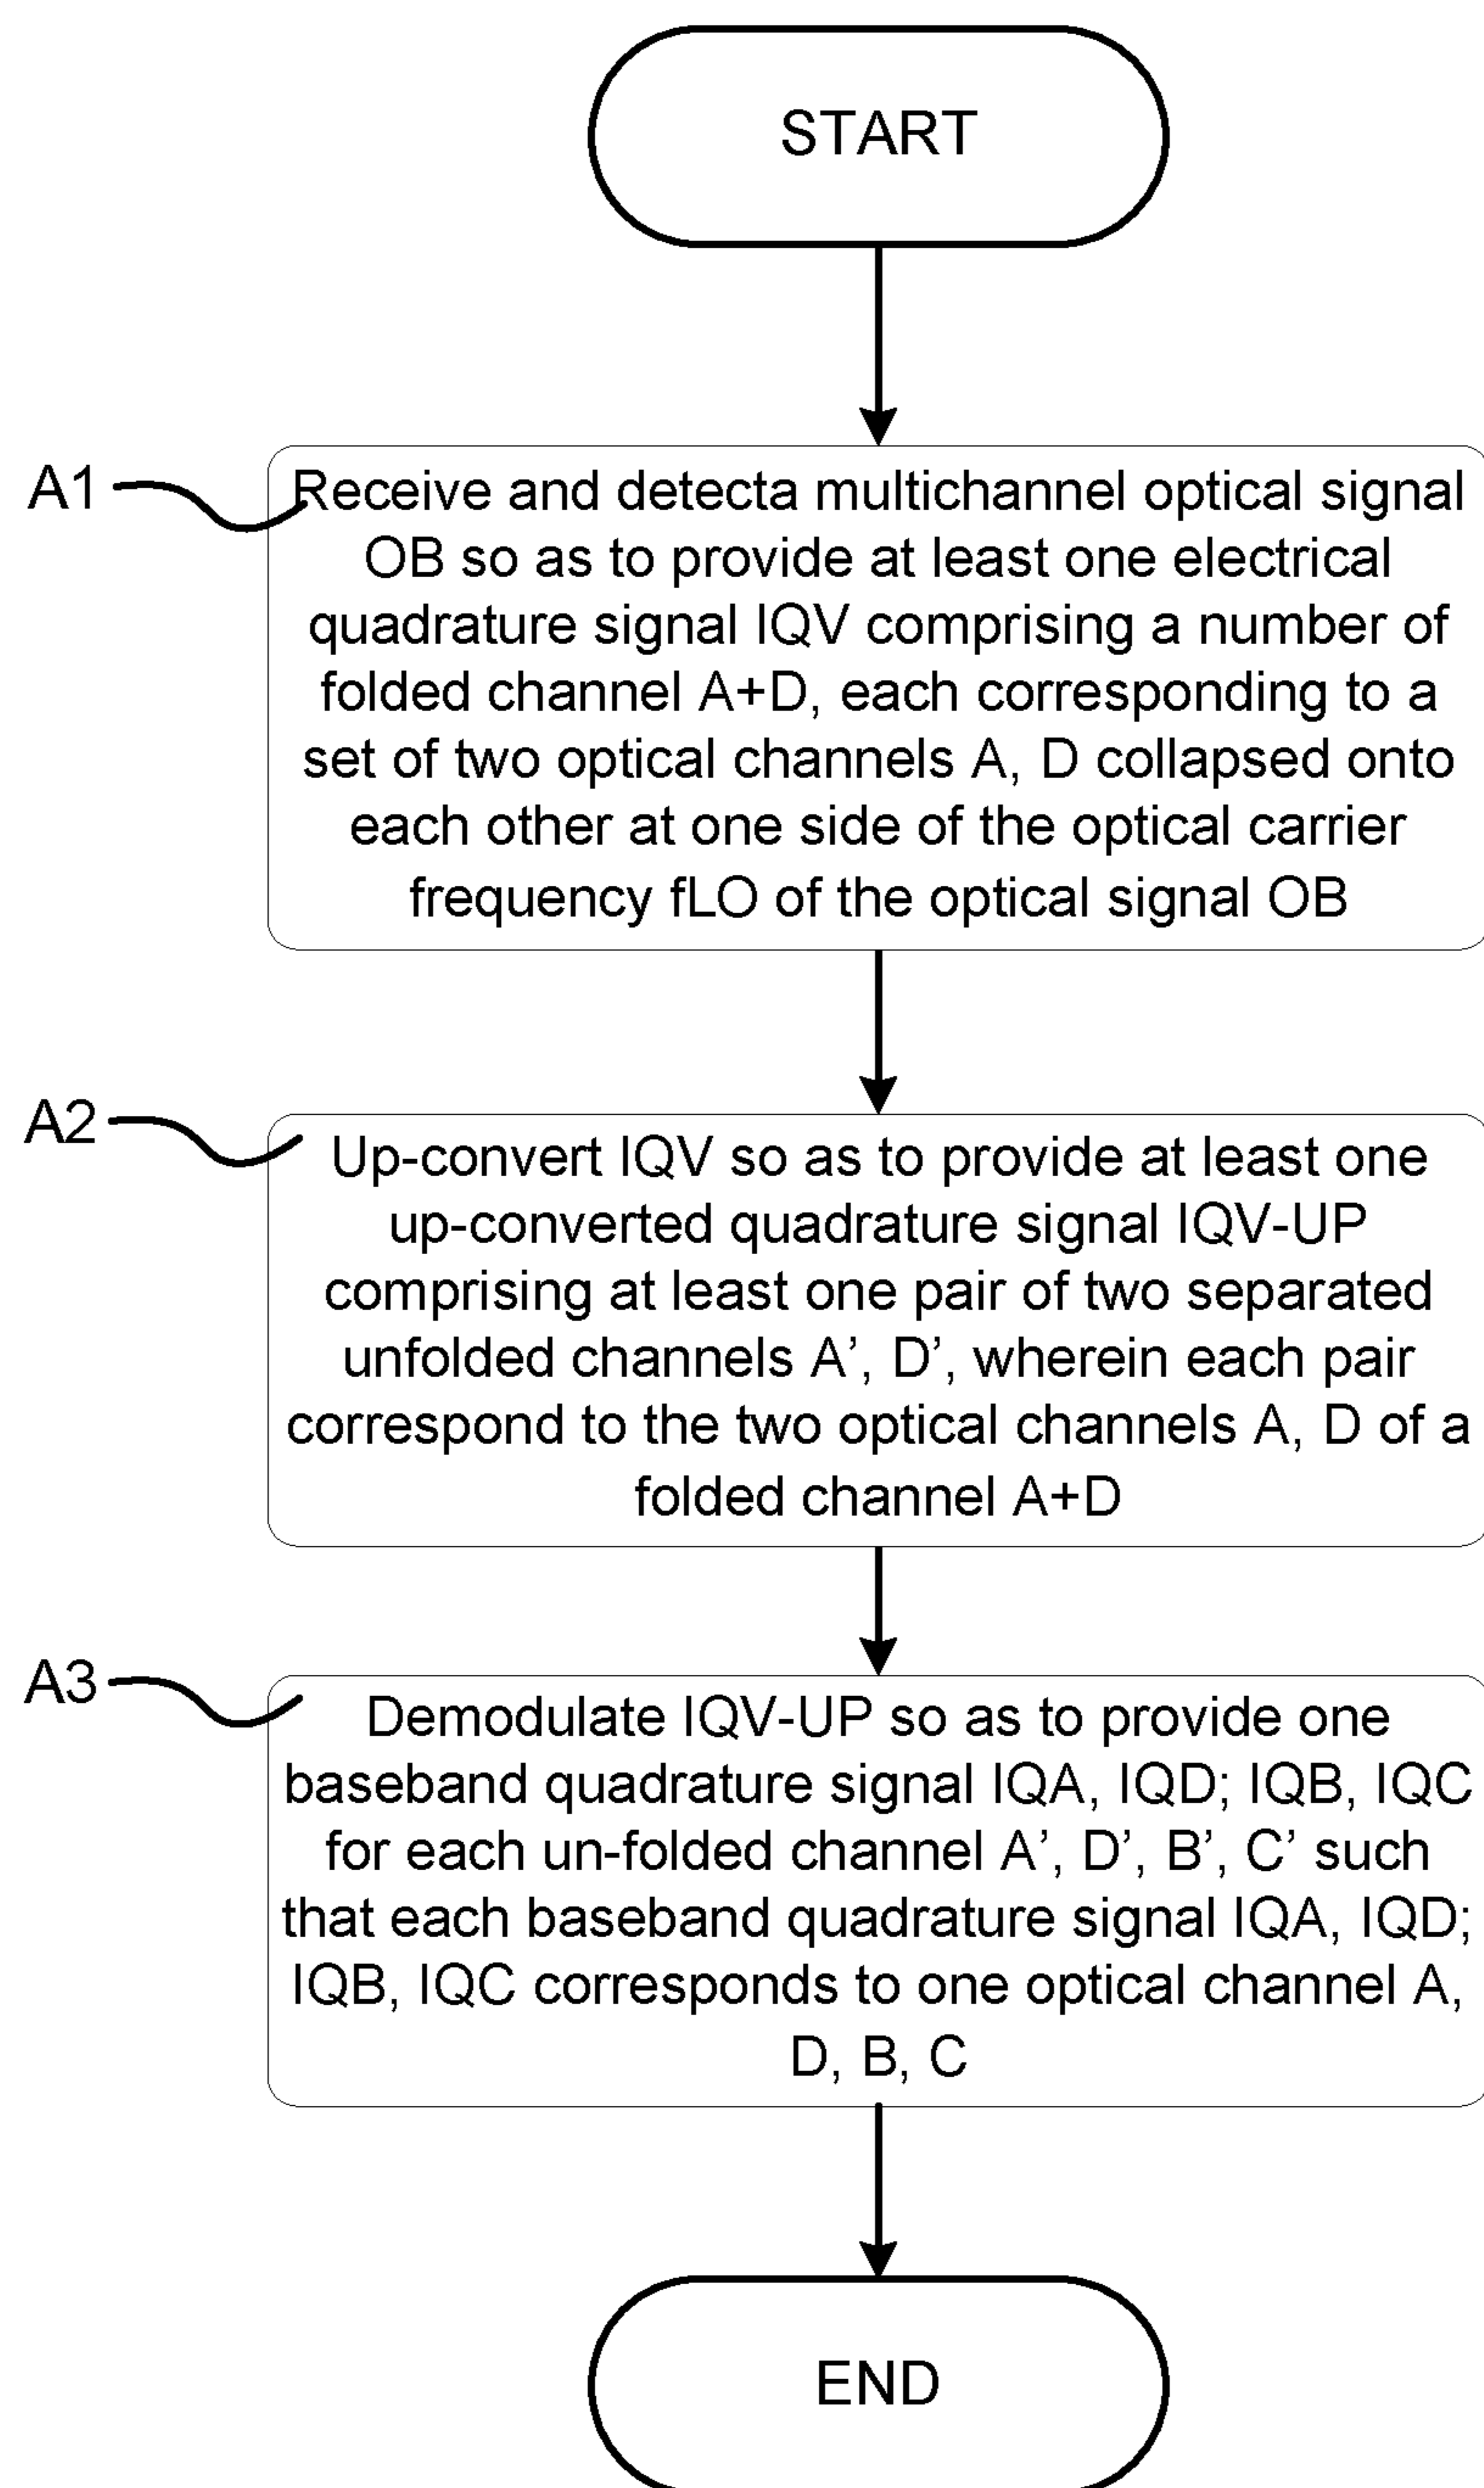 START
A1
Receive and detecta multichannel optical signal
OB so as to provide at least one electrical
quadrature signal IQV comprising a number of
folded channel A+D, each corresponding to a
set of two optical channels A, D collapsed onto
each other at one side of the optical carrier
frequency fLO of the optical signal OB
A2
Up-convert IQV so as to provide at least one
up-converted quadrature signal IQV-UP
comprising at least one pair of two separated
unfolded channels A’, D’, wherein each pair
correspond to the two optical channels A, D of a
folded channel A+D
A3
Demodulate IQV-UP so as to provide one
baseband quadrature signal IQA, IQD; IQB, IQC
for each un-folded channel A’, D’, B’, C’ such
that each baseband quadrature signal IQA, IQD;
IQB, IQC corresponds to one optical channel A,
D, B, C
END